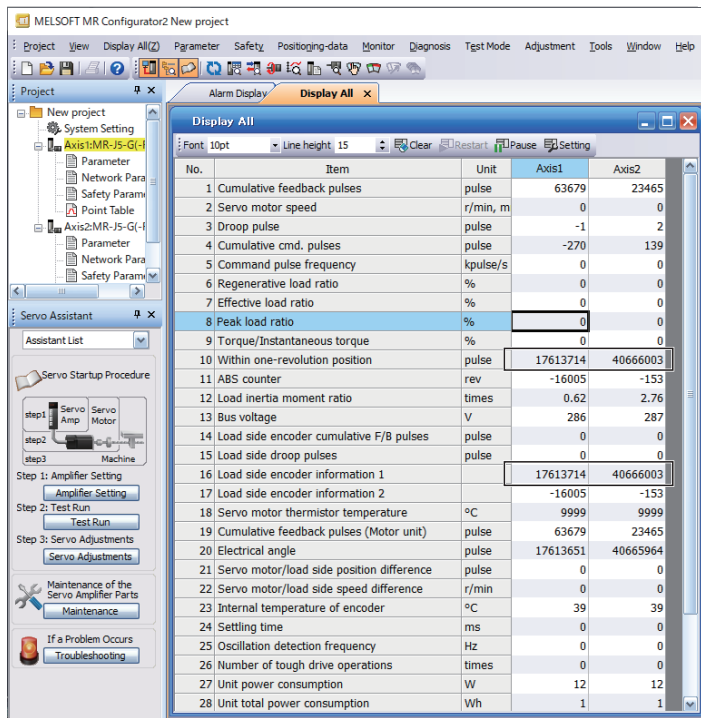 MELSOFT MR Configurator2 New project
Project View Display All(Z) Parameter Safety Positioning-data Monitor Diagnosis Test Mode Adjustment Tools Window Help
Project
New project
System Setting
Axis1:MR-J5-G(-F
Parameter
Network Para
Safety Param
Point Table
Axis2:MR-J5-G(-F
Parameter
Network Para
Safety Param
Servo Assistant
Assistant List
Servo Startup Procedure
step1 Servo Amp Servo Motor
step2
step3 Machine
Step 1: Amplifier Setting
Amplifier Setting
Step 2: Test Run
Test Run
Step 3: Servo Adjustments
Servo Adjustments
Maintenance of the
Servo Amplifier Parts
Maintenance
If a Problem Occurs
Troubleshooting
Alarm Display Display All
Display All
Font 10pt Line height 15 Clear Restart Pause Setting
No. Item Unit Axis1 Axis2
1 Cumulative feedback pulses pulse 63679 23465
2 Servo motor speed r/min, m 0 0
3 Droop pulse pulse -1 2
4 Cumulative cmd. pulses pulse -270 139
5 Command pulse frequency kpulse/s 0 0
6 Regenerative load ratio % 0 0
7 Effective load ratio % 0 0
8 Peak load ratio % 0 0
9 Torque/Instantaneous torque % 0 0
10 Within one-revolution position pulse 17613714 40666003
11 ABS counter rev -16005 -153
12 Load inertia moment ratio times 0.62 2.76
13 Bus voltage V 286 287
14 Load side encoder cumulative F/B pulses pulse 0 0
15 Load side droop pulses pulse 0 0
16 Load side encoder information 1 17613714 40666003
17 Load side encoder information 2 -16005 -153
18 Servo motor thermistor temperature °C 9999 9999
19 Cumulative feedback pulses (Motor unit) pulse 63679 23465
20 Electrical angle pulse 17613651 40665964
21 Servo motor/load side position difference pulse 0 0
22 Servo motor/load side speed difference r/min 0 0
23 Internal temperature of encoder °C 39 39
24 Settling time ms 0 0
25 Oscillation detection frequency Hz 0 0
26 Number of tough drive operations times 0 0
27 Unit power consumption W 12 12
28 Unit total power consumption Wh 1 1